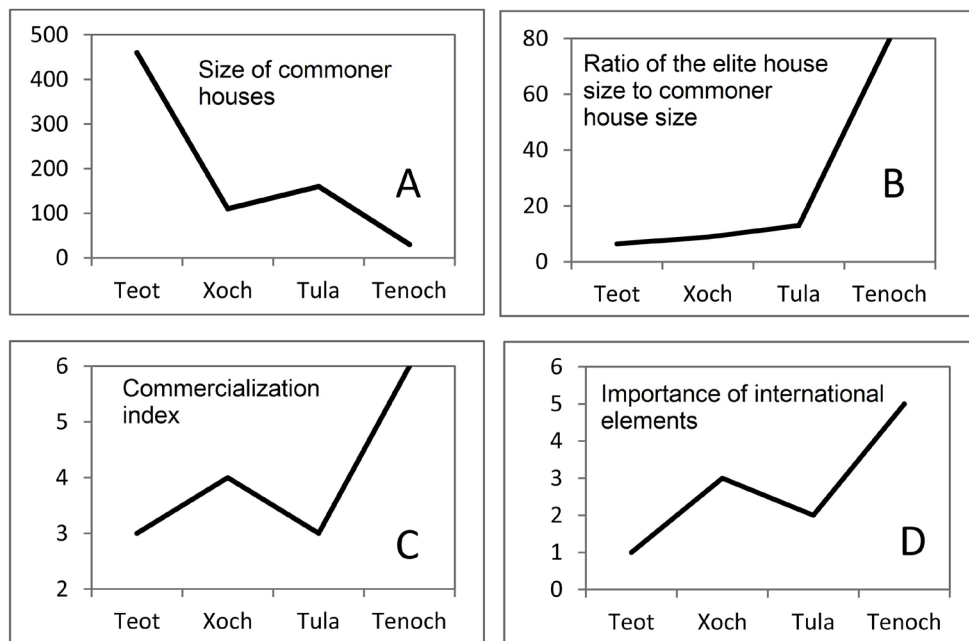 500
400
300
200
100
0
Size of commoner
houses
A
Teot Xoch Tula Tenoch
80
60
40
20
0
Ratio of the elite house
size to commoner
house size
B
Teot Xoch Tula Tenoch
6
5
4
3
2
Commercialization
index
C
Teot Xoch Tula Tenoch
6
5
4
3
2
1
0
Importance of international
elements
D
Teot Xoch Tula Tenoch